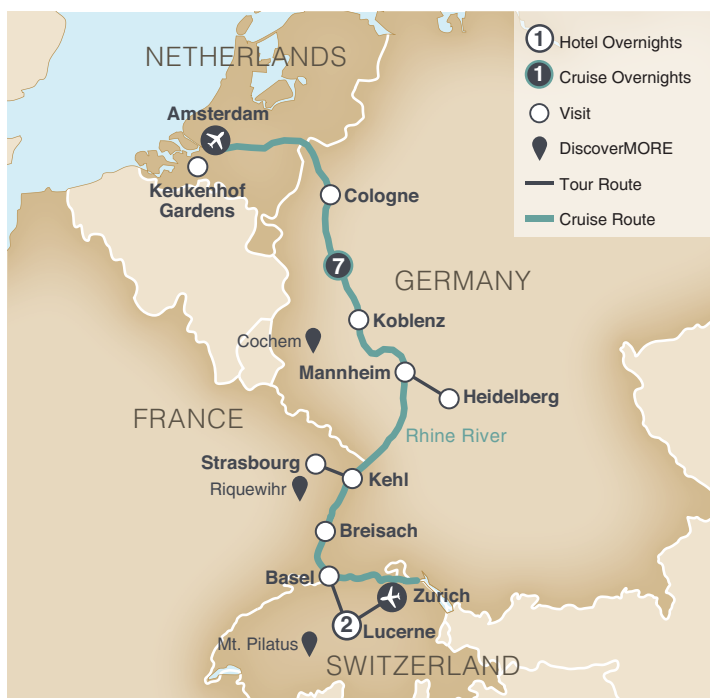 NETHERLANDS
Amsterdam
Keukenhof
Gardens
Cologne
7
GERMANY
Koblenz
Cochem
Mannheim
Heidelberg
FRANCE
Rhine River
Strasbourg
Kehl
Riquewihr
Breisach
Basel
Zurich
2
Lucerne
Mt. Pilatus
SWITZERLAND
1 Hotel Overnights
1 Cruise Overnights
Visit
DiscoverMORE
Tour Route
Cruise Route